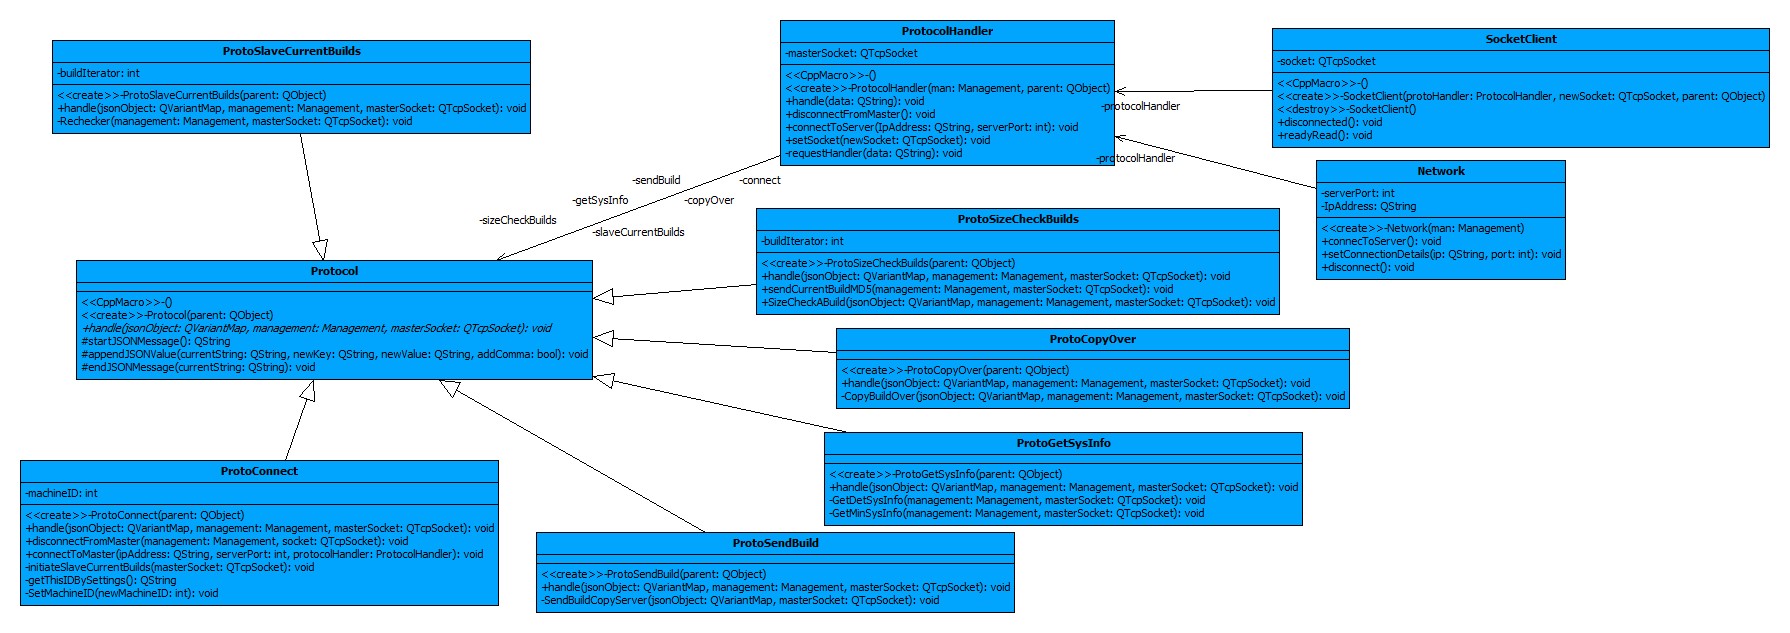 ProtoSlaveCurrentBuilds
-buildIterator: int
<<create>>-ProtoSlaveCurrentBuilds(parent: QObject)
+handle(jsonObject: QVariantMap, management: Management, masterSocket: QTcpSocket): void
-Rechecker(management: Management, masterSocket: QTcpSocket): void
ProtocolHandler
-masterSocket: QTcpSocket
<<CppMacro>>-()
<<create>>-ProtocolHandler(man: Management, parent: QObject)
+handle(data: QString): void
+disconnectFromMaster(): void
+connectToServer(IpAddress: QString, serverPort: int): void
+setSocket(newSocket: QTcpSocket): void
-requestHandler(data: QString): void
SocketClient
-socket: QTcpSocket
<<CppMacro>>-()
<<create>>-SocketClient(protoHandler: ProtocolHandler, newSocket: QTcpSocket, parent: QObject)
<<destroy>>-SocketClient()
+disconnected(): void
+readyRead(): void
-protocolHandler
-protocolHandler
Network
-serverPort: int
-IpAddress: QString
<<create>>-Network(man: Management)
+connecToServer(): void
+setConnectionDetails(ip: QString, port: int): void
+disconnect(): void
-sendBuild
-connect
-getSysInfo
-copyOver
-sizeCheckBuilds
-slaveCurrentBuilds
ProtoSizeCheckBuilds
-buildIterator: int
<<create>>-ProtoSizeCheckBuilds(parent: QObject)
+handle(jsonObject: QVariantMap, management: Management, masterSocket: QTcpSocket): void
+sendCurrentBuildMD5(management: Management, masterSocket: QTcpSocket): void
+SizeCheckABuild(jsonObject: QVariantMap, management: Management, masterSocket: QTcpSocket): void
Protocol
<<CppMacro>>-()
<<create>>-Protocol(parent: QObject)
+handle(jsonObject: QVariantMap, management: Management, masterSocket: QTcpSocket): void
#startJSONMessage(): QString
#appendJSONValue(currentString: QString, newKey: QString, newValue: QString, addComma: bool): void
#endJSONMessage(currentString: QString): void
ProtoCopyOver
<<create>>-ProtoCopyOver(parent: QObject)
+handle(jsonObject: QVariantMap, management: Management, masterSocket: QTcpSocket): void
-CopyBuildOver(jsonObject: QVariantMap, management: Management, masterSocket: QTcpSocket): void
ProtoGetSysInfo
<<create>>-ProtoGetSysInfo(parent: QObject)
+handle(jsonObject: QVariantMap, management: Management, masterSocket: QTcpSocket): void
-GetDetSysInfo(management: Management, masterSocket: QTcpSocket): void
-GetMinSysInfo(management: Management, masterSocket: QTcpSocket): void
ProtoConnect
-machineID: int
<<create>>-ProtoConnect(parent: QObject)
+handle(jsonObject: QVariantMap, management: Management, masterSocket: QTcpSocket): void
+disconnectFromMaster(management: Management, socket: QTcpSocket): void
+connectToMaster(ipAddress: QString, serverPort: int, protocolHandler: ProtocolHandler): void
-initiateSlaveCurrentBuilds(masterSocket: QTcpSocket): void
-getThisIDBySettings(): QString
-SetMachineID(newMachineID: int): void
ProtoSendBuild
<<create>>-ProtoSendBuild(parent: QObject)
+handle(jsonObject: QVariantMap, management: Management, masterSocket: QTcpSocket): void
-SendBuildCopyServer(jsonObject: QVariantMap, masterSocket: QTcpSocket): void